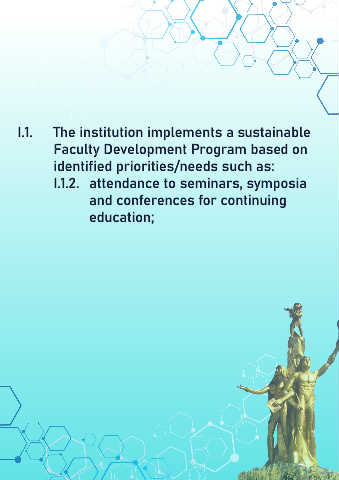 I.1. The institution implements a sustainable
Faculty Development Program based on
identified priorities/needs such as:
I.1.2. attendance to seminars, symposia
and conferences for continuing
education;